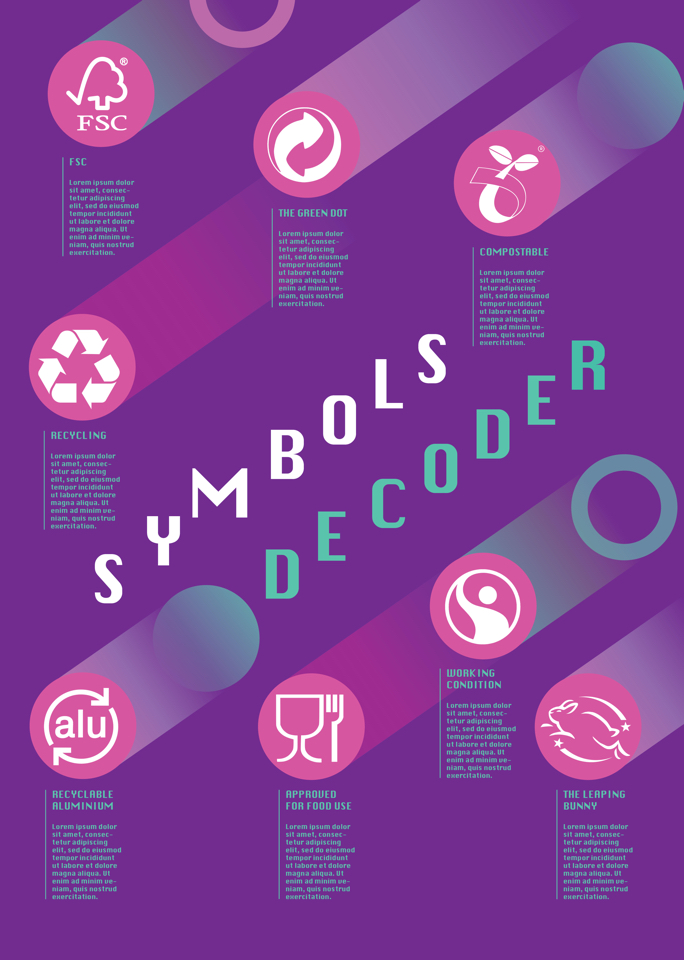 ®
FSC
FSC
Lorem ipsum dolor
sit amet, consec-
tetur adipiscing
elit, sed do eiusmod
tempor incididunt
ut labore et dolore
magna aliqua. Ut
enim ad minim ve-
niam, quis nostrud
exercitation.
THE GREEN DOT
Lorem ipsum dolor
sit amet, consec-
tetur adipiscing
elit, sed do eiusmod
tempor incididunt
ut labore et dolore
magna aliqua. Ut
enim ad minim ve-
niam, quis nostrud
exercitation.
®
COMPOSTABLE
Lorem ipsum dolor
sit amet, consec-
tetur adipiscing
elit, sed do eiusmod
tempor incididunt
ut labore et dolore
magna aliqua. Ut
enim ad minim ve-
niam, quis nostrud
exercitation.
RECYCLING
Lorem ipsum dolor
sit amet, consec-
tetur adipiscing
elit, sed do eiusmod
tempor incididunt
ut labore et dolore
magna aliqua. Ut
enim ad minim ve-
niam, quis nostrud
exercitation.
SYMBOLS
DECODER
WORKING
CONDITION
Lorem ipsum dolor
sit amet, consec-
tetur adipiscing
elit, sed do eiusmod
tempor incididunt
ut labore et dolore
magna aliqua. Ut
enim ad minim ve-
niam, quis nostrud
exercitation.
alu
RECYCLABLE
ALUMINIUM
Lorem ipsum dolor
sit amet, consec-
tetur adipiscing
elit, sed do eiusmod
tempor incididunt
ut labore et dolore
magna aliqua. Ut
enim ad minim ve-
niam, quis nostrud
exercitation.
APPROVED
FOR FOOD USE
Lorem ipsum dolor
sit amet, consec-
tetur adipiscing
elit, sed do eiusmod
tempor incididunt
ut labore et dolore
magna aliqua. Ut
enim ad minim ve-
niam, quis nostrud
exercitation.
THE LEAPING
BUNNY
Lorem ipsum dolor
sit amet, consec-
tetur adipiscing
elit, sed do eiusmod
tempor incididunt
ut labore et dolore
magna aliqua. Ut
enim ad minim ve-
niam, quis nostrud
exercitation.